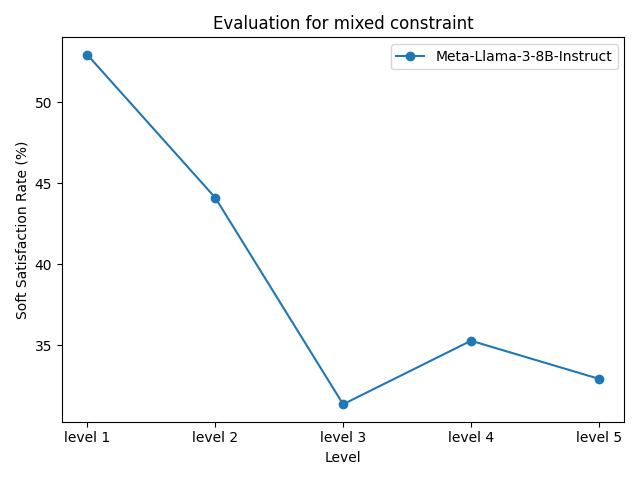 Evaluation for mixed constraint
Meta-Llama-3-8B-Instruct
Soft Satisfaction Rate (%)
50
45
40
35
level 1
level 2
level 3
level 4
level 5
Level